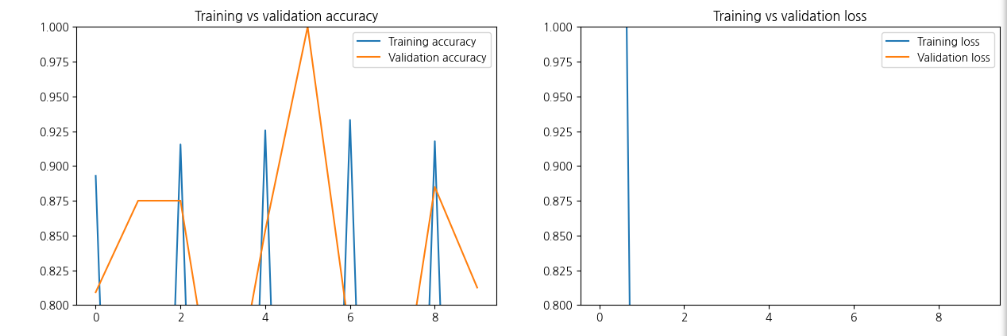 Training vs validation accuracy
1.000
0.975
0.950
0.925
0.900
0.875
0.850
0.825
0.800
0 2 4 6 8
Training accuracy
Validation accuracy
Training vs validation loss
1.000
0.975
0.950
0.925
0.900
0.875
0.850
0.825
0.800
0 2 4 6 8
Training loss
Validation loss